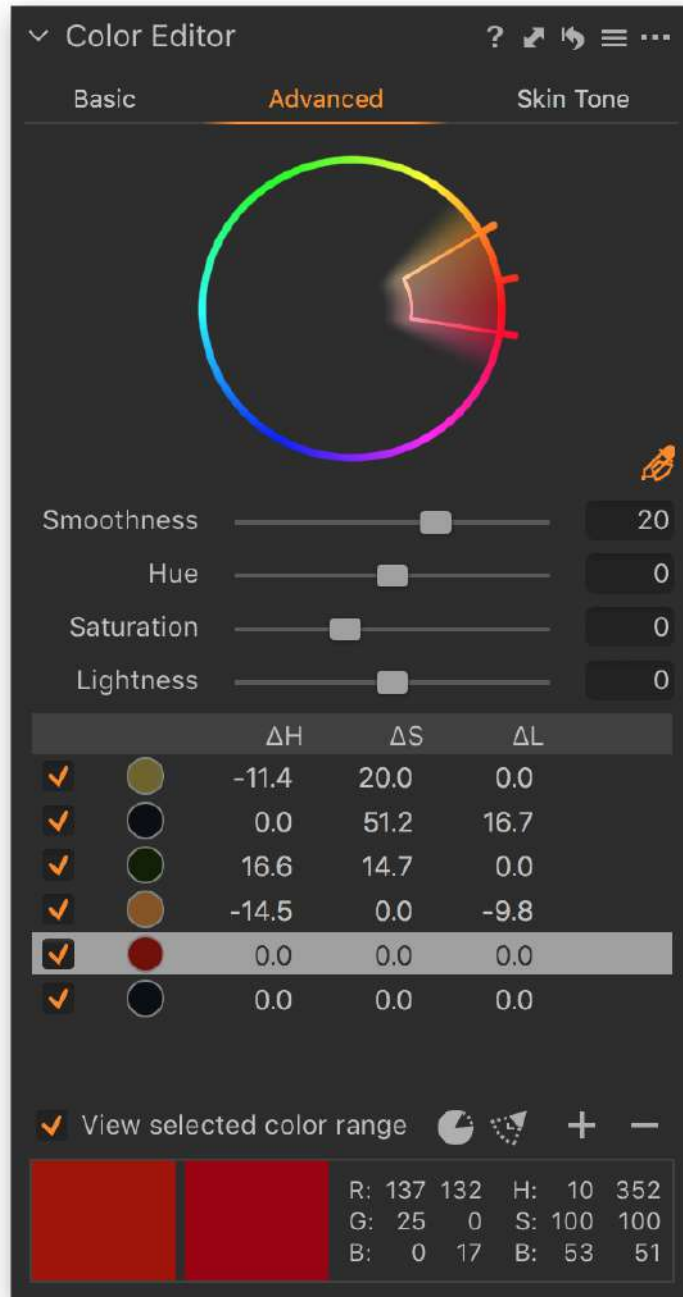 Color Editor ? ...
Basic Advanced Skin Tone
Smoothness 20
Hue 0
Saturation 0
Lightness 0
ΔH ΔS ΔL
-11.4 20.0 0.0
0.0 51.2 16.7
16.6 14.7 0.0
-14.5 0.0 -9.8
0.0 0.0 0.0
0.0 0.0 0.0
View selected color range + −
R: 137 132 H: 10 352
G: 25 0 S: 100 100
B: 0 17 B: 53 51